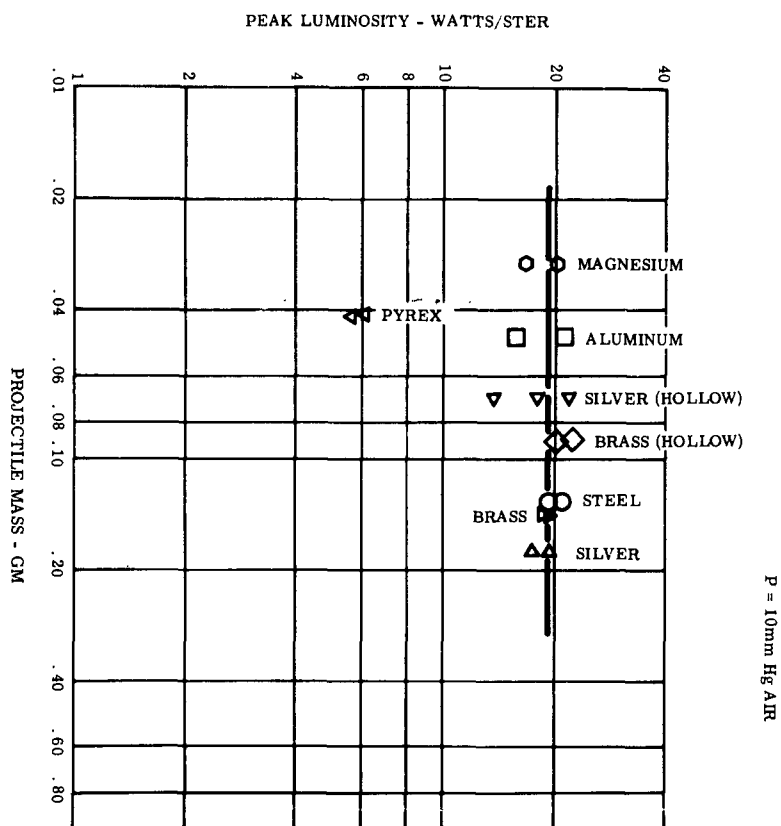 PEAK LUMINOSITY - WATTS/STER
1
2
4
6
8
10
20
40
.01
.02
.04
.06
.08
.10
.20
.40
.60
.80
PROJECTILE MASS - GM
MAGNESIUM
PYREX
ALUMINUM
SILVER (HOLLOW)
BRASS (HOLLOW)
STEEL
BRASS
SILVER
P = 10mm Hg AIR